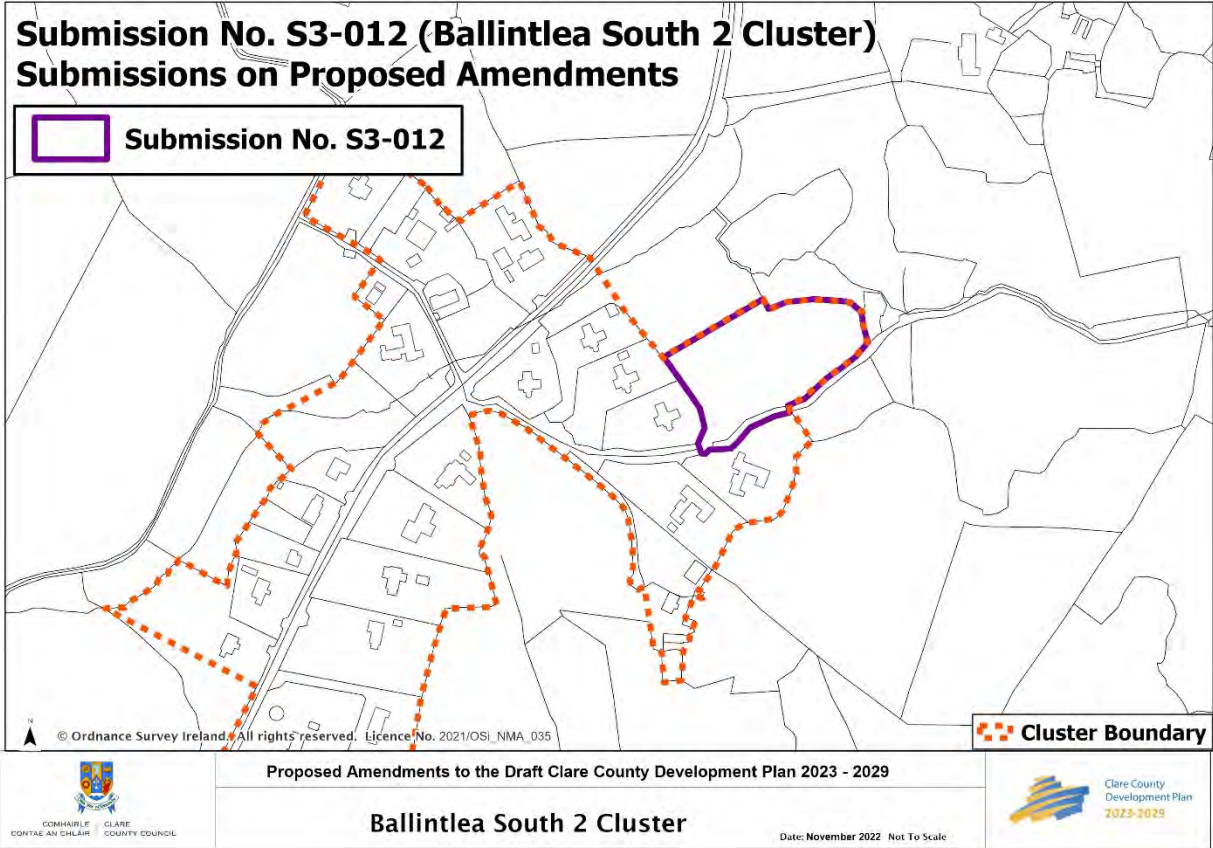 Submission No. S3-012 (Ballintlea South 2 Cluster)
Submissions on Proposed Amendments
Submission No. S3-012
N
© Ordnance Survey Ireland. All rights reserved. Licence No. 2021/OSi_NMA_035
Cluster Boundary
COMHAIRLE
CONTAE AN CHLÁIR
CLARE
COUNTY COUNCIL
Proposed Amendments to the Draft Clare County Development Plan 2023 - 2029
Ballintlea South 2 Cluster
Date: November 2022 Not To Scale
Clare County
Development Plan
2023-2029